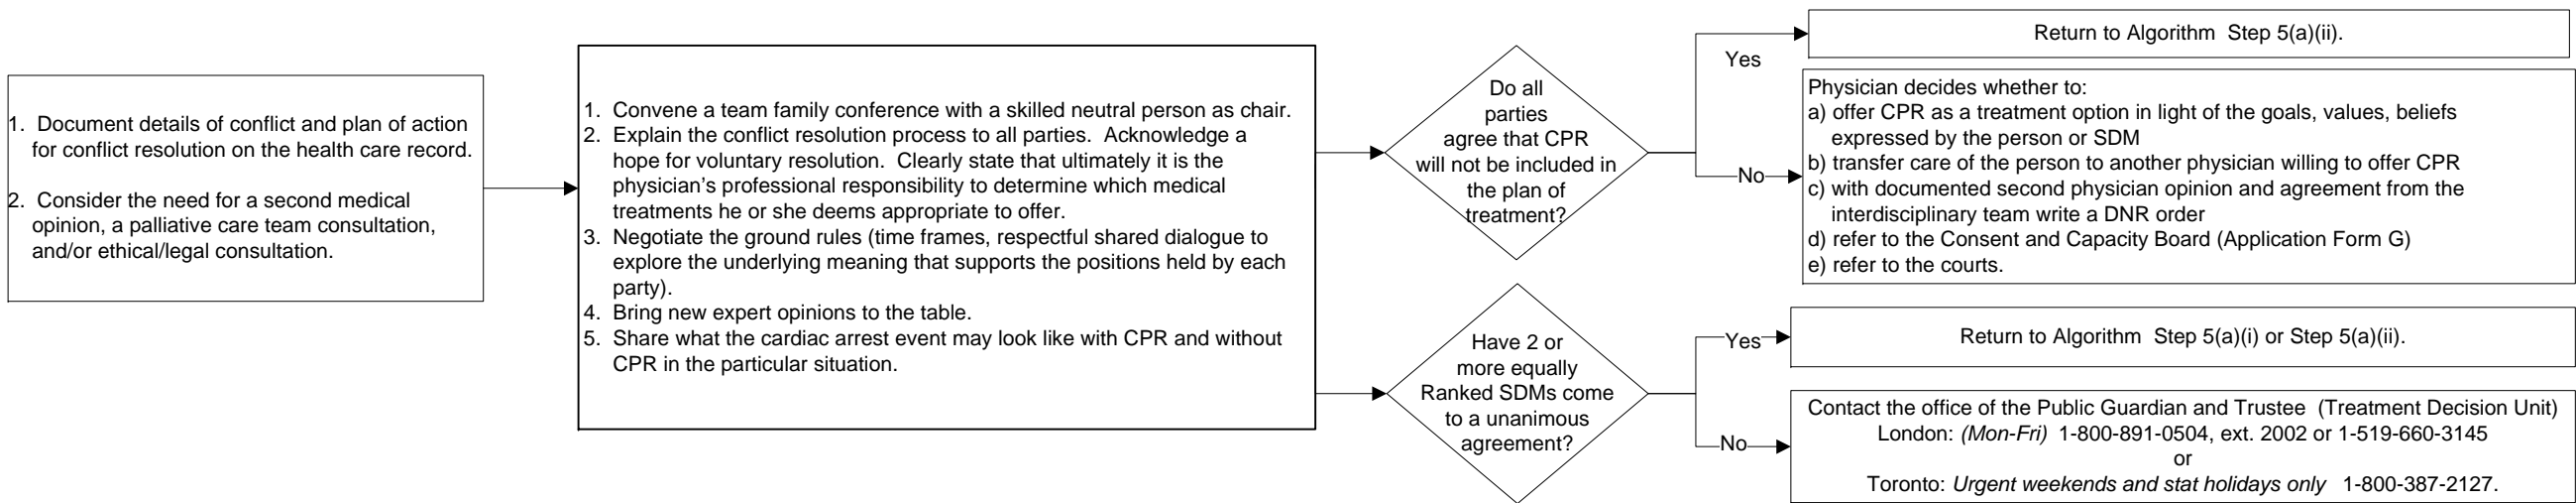 1. Document details of conflict and plan of action
for conflict resolution on the health care record.
2. Consider the need for a second medical
opinion, a palliative care team consultation,
and/or ethical/legal consultation.
1. Convene a team family conference with a skilled neutral person as chair.
2. Explain the conflict resolution process to all parties. Acknowledge a
hope for voluntary resolution. Clearly state that ultimately it is the
physician's professional responsibility to determine which medical
treatments he or she deems appropriate to offer.
3. Negotiate the ground rules (time frames, respectful shared dialogue to
explore the underlying meaning that supports the positions held by each
party).
4. Bring new expert opinions to the table.
5. Share what the cardiac arrest event may look like with CPR and without
CPR in the particular situation.
Do all
parties
agree that CPR
will not be included in
the plan of
treatment?
Yes
Return to Algorithm Step 5(a)(ii).
No
Physician decides whether to:
a) offer CPR as a treatment option in light of the goals, values, beliefs
expressed by the person or SDM
b) transfer care of the person to another physician willing to offer CPR
c) with documented second physician opinion and agreement from the
interdisciplinary team write a DNR order
d) refer to the Consent and Capacity Board (Application Form G)
e) refer to the courts.
Have 2 or
more equally
Ranked SDMs come
to a unanimous
agreement?
Yes
Return to Algorithm Step 5(a)(i) or Step 5(a)(ii).
No
Contact the office of the Public Guardian and Trustee (Treatment Decision Unit)
London: (Mon-Fri) 1-800-891-0504, ext. 2002 or 1-519-660-3145
or
Toronto: Urgent weekends and stat holidays only 1-800-387-2127.